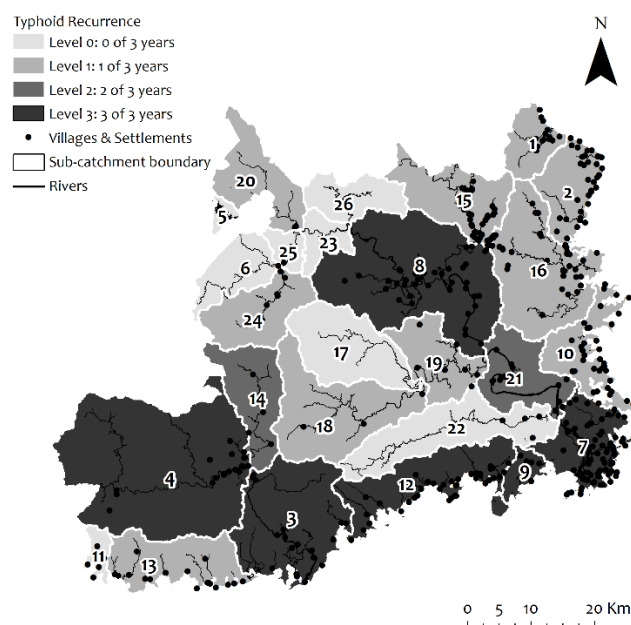 Typhoid Recurrence
Level 0: 0 of 3 years
Level 1: 1 of 3 years
Level 2: 2 of 3 years
Level 3: 3 of 3 years
Villages & Settlements
Sub-catchment boundary
Rivers
N
1
20
2
15
26
5
23
25
8
6
16
24
17
10
19
21
14
18
22
7
4
12
9
3
11
13
0 5 10 20 Km